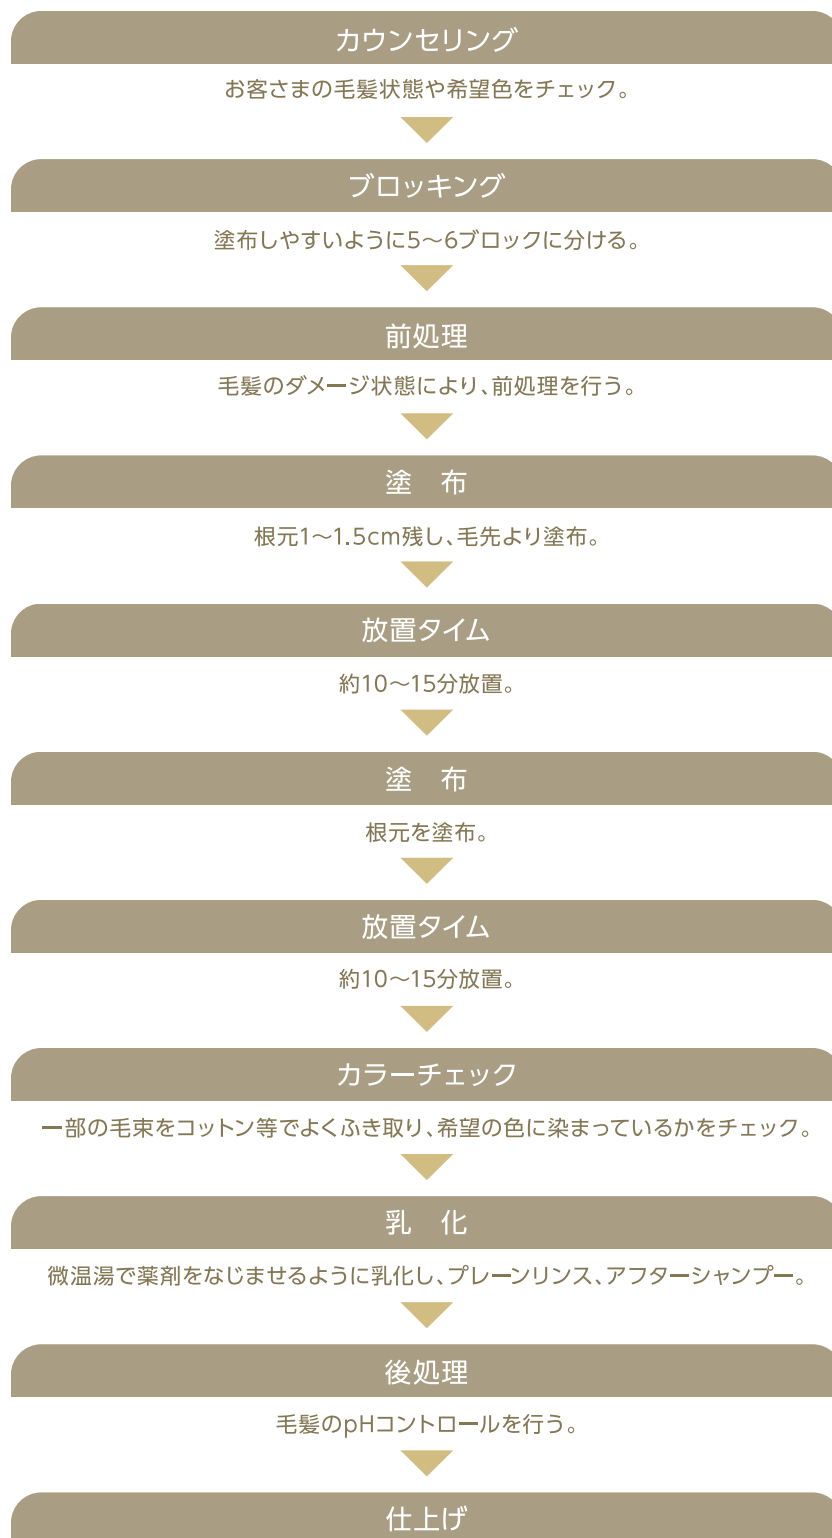 カウンセリング
お客さまの毛髪状態や希望色をチェック。
ブロッキング
塗布しやすいように5〜6ブロックに分ける。
前処理
毛髪のダメージ状態により、前処理を行う。
塗　布
根元1〜1.5cm残し、毛先より塗布。
放置タイム
約10〜15分放置。
塗　布
根元を塗布。
放置タイム
約10〜15分放置。
カラーチェック
一部の毛束をコットン等でよくふき取り、希望の色に染まっているかをチェック。
乳　化
微温湯で薬剤をなじませるように乳化し、プレーンリンス、アフターシャンプー。
後処理
毛髪のpHコントロールを行う。
仕上げ